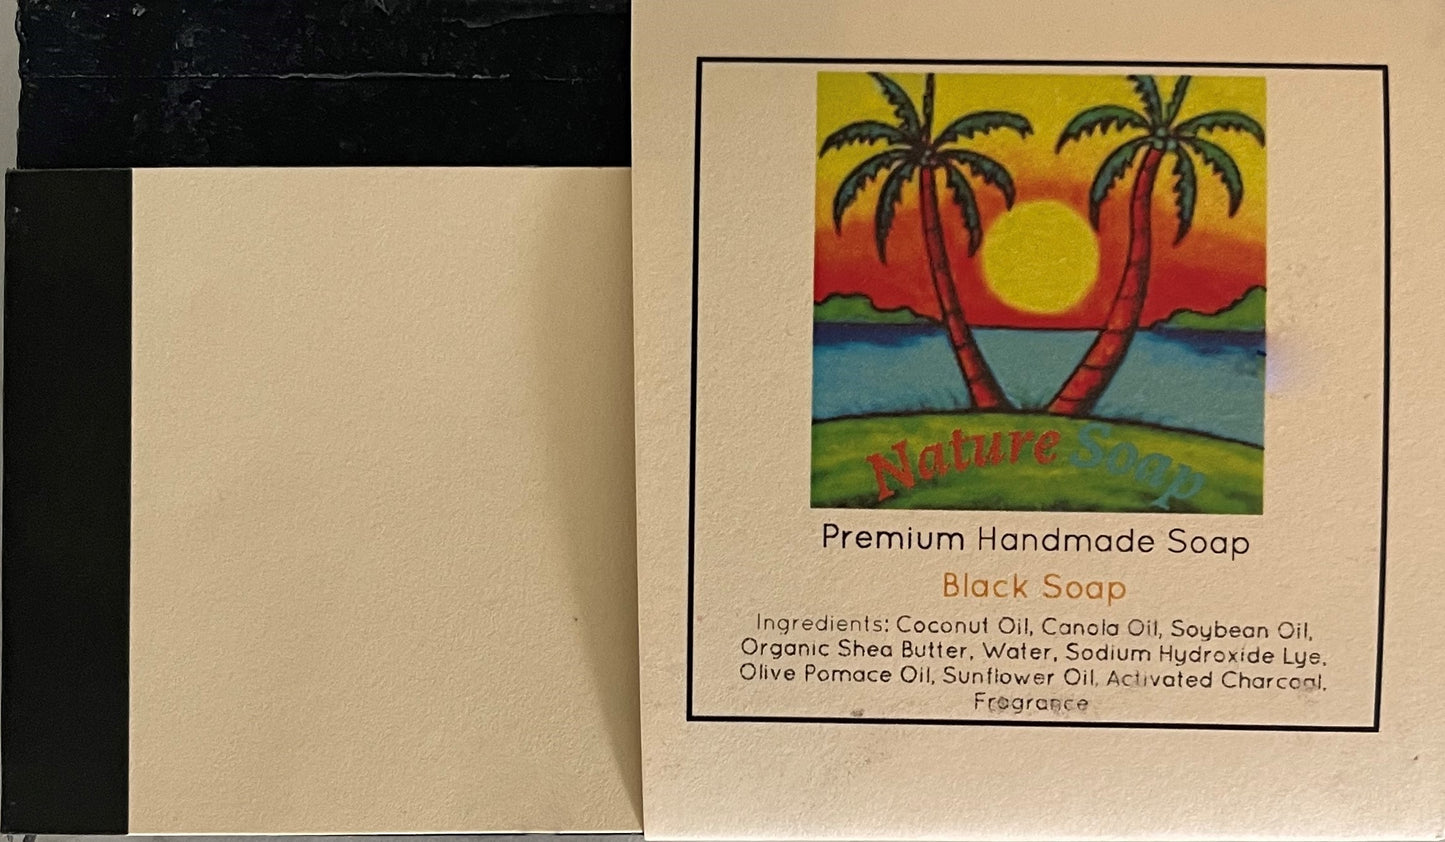 Nature Soap
Premium Handmade Soap
Black Soap
Ingredients: Coconut Oil, Canola Oil, Soybean Oil,
Organic Shea Butter, Water, Sodium Hydroxide Lye,
Olive Pomace Oil, Sunflower Oil, Activated Charcoal,
Fragrance